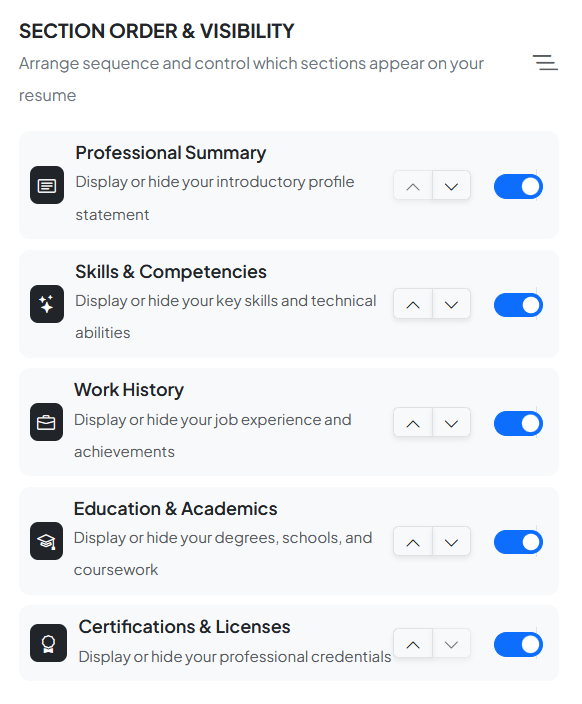 SECTION ORDER & VISIBILITY
Arrange sequence and control which sections appear on your
resume
Professional Summary
Display or hide your introductory profile
statement
Skills & Competencies
Display or hide your key skills and technical
abilities
Work History
Display or hide your job experience and
achievements
Education & Academics
Display or hide your degrees, schools, and
coursework
Certifications & Licenses
Display or hide your professional credentials